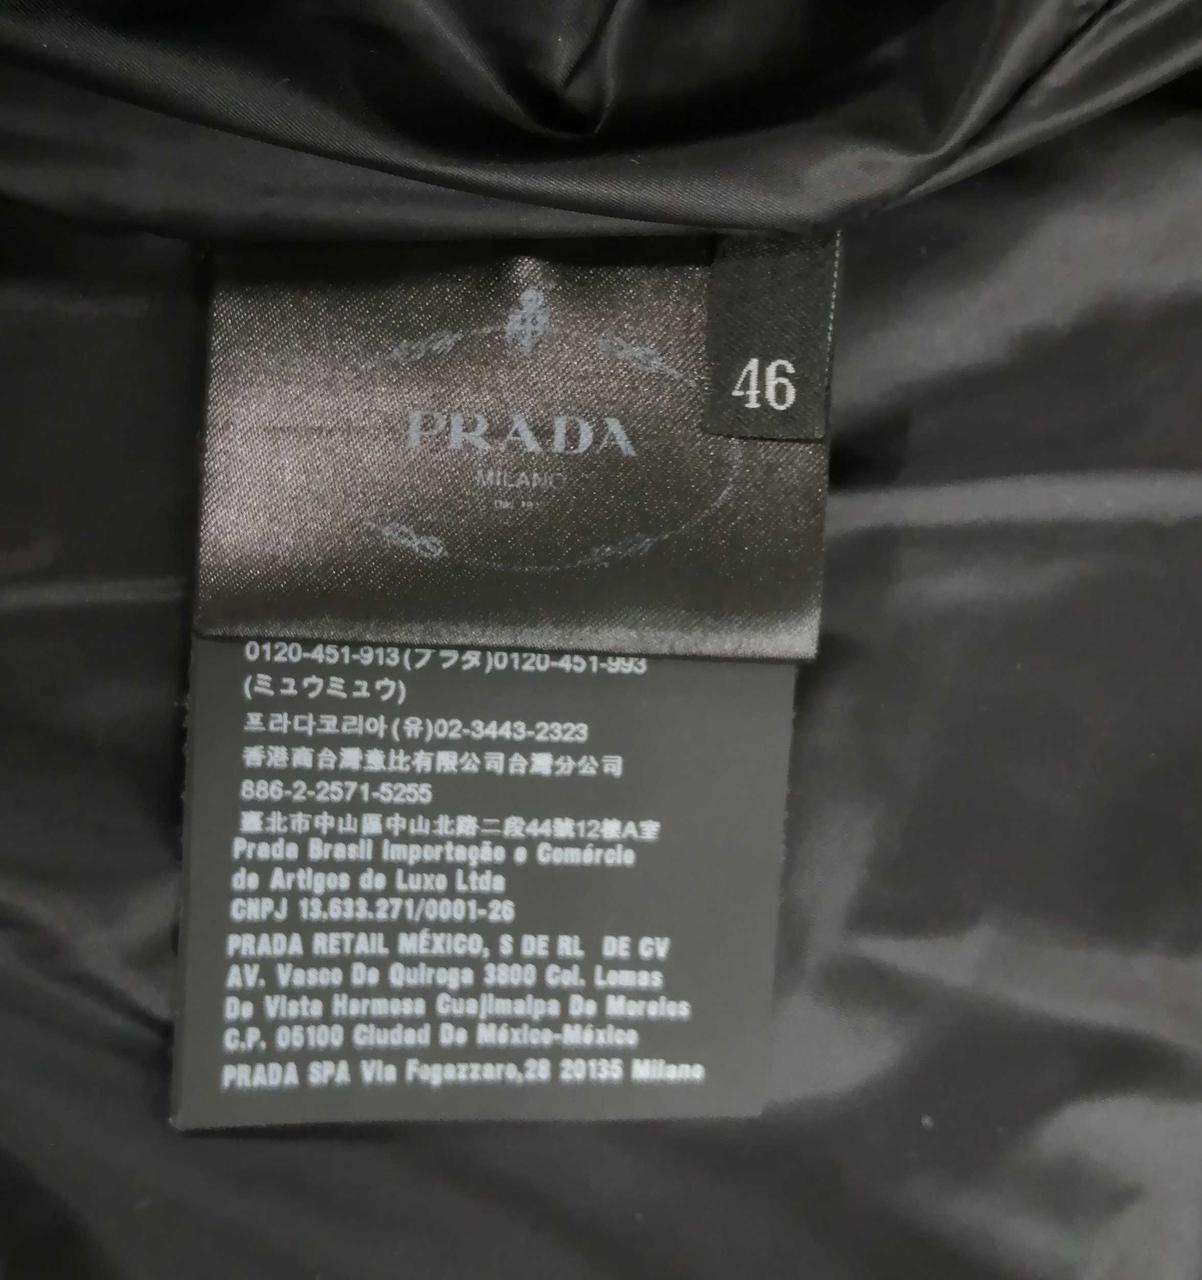 PRADA
MILANO
46
0120-451-913(プラダ)0120-451-993
(ミュウミュウ)
프라다코리아(유)02-3443-2323
香港商台灣意比有限公司台灣分公司
886-2-2571-5255
臺北市中山區中山北路二段44號12樓A室
Prada Brasil Importação e Comércio
de Artigos de Luxo Ltda
CNPJ 13.633.271/0001-26
PRADA RETAIL MÉXICO, S DE RL DE CV
AV. Vasco De Quiroga 3800 Col. Lomas
De Vista Hermosa Cuajimalpa De Morelos
C.P. 05100 Ciudad De México-México
PRADA SPA Via Fogazzaro,28 20135 Milano